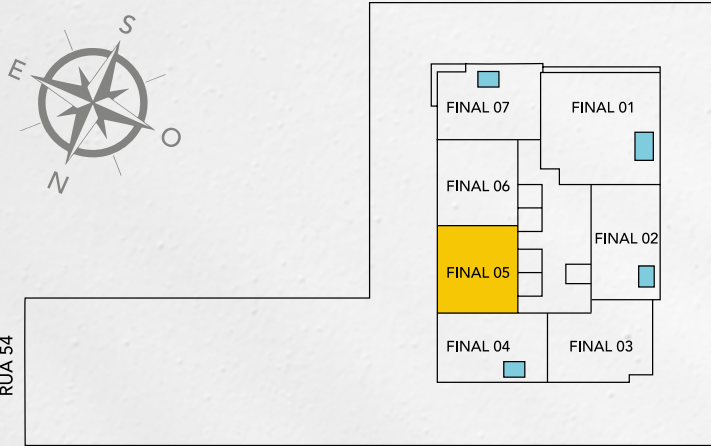 S
E
O
N
FINAL 07
FINAL 01
FINAL 06
FINAL 02
FINAL 05
FINAL 04
FINAL 03
RUA 54